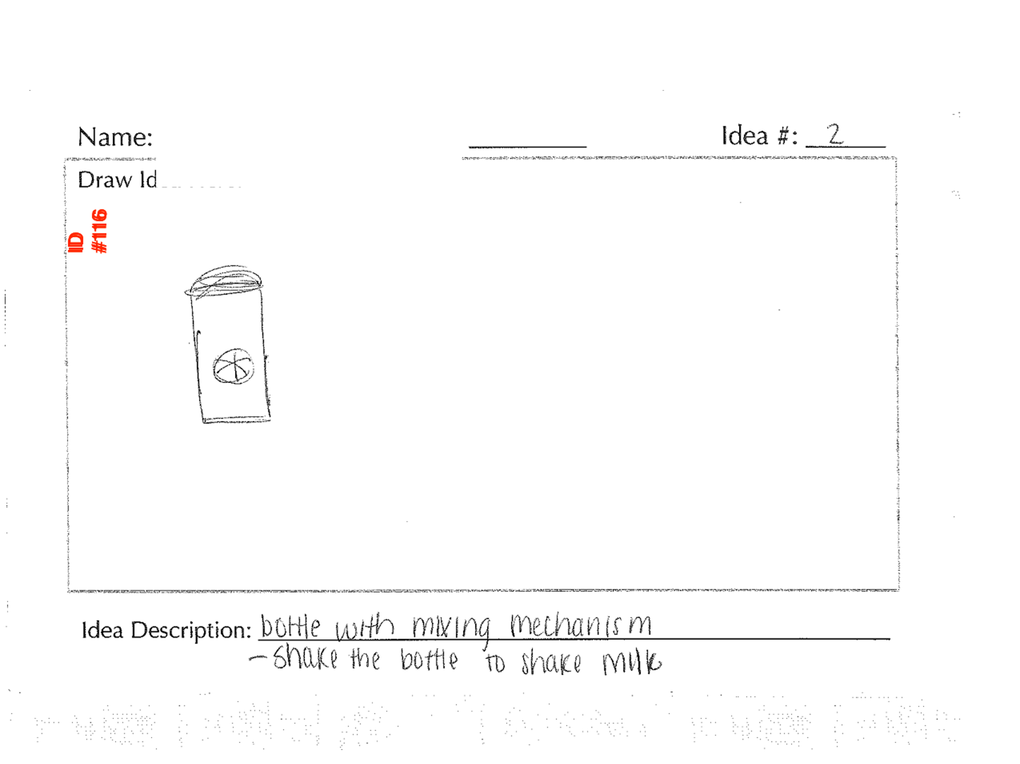 Name:
Idea #: 2
Draw Id
ID
#116
Idea Description: bottle with mixing mechanism
- shake the bottle to shake milk